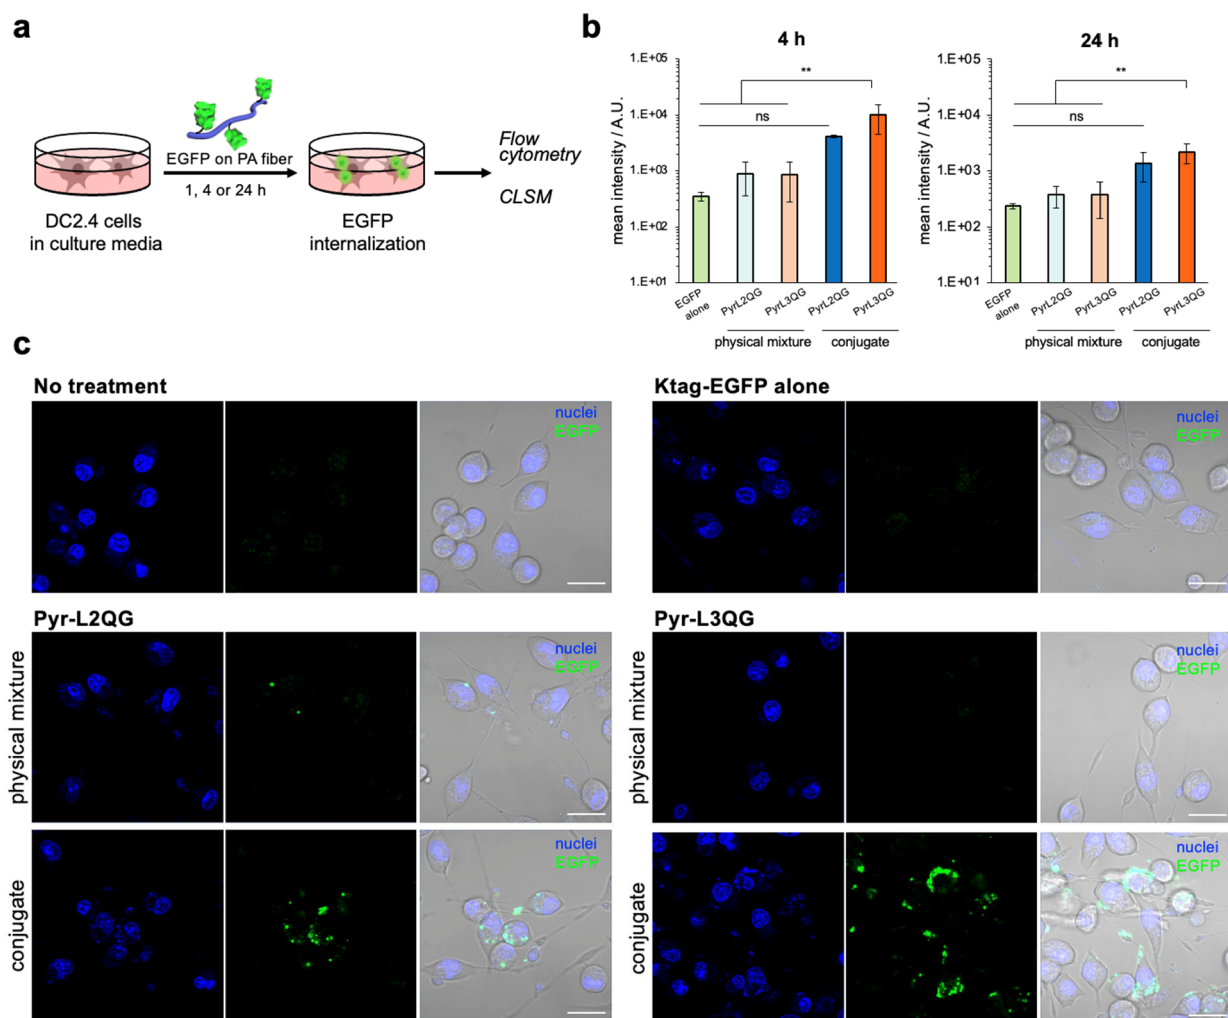 a
EGFP on PA fiber
1, 4 or 24 h
DC2.4 cells
in culture media
EGFP
internalization
Flow
cytometry
CLSM
b
4 h
mean intensity / A.U.
1.E+05
1.E+04
1.E+03
1.E+02
1.E+01
**
ns
EGFP
alone
PyrL2QG
PyrL3QG
PyrL2QG
PyrL3QG
physical mixture
conjugate
24 h
mean intensity / A.U.
1.E+05
1.E+04
1.E+03
1.E+02
1.E+01
**
ns
EGFP
alone
PyrL2QG
PyrL3QG
PyrL2QG
PyrL3QG
physical mixture
conjugate
c
No treatment
nuclei
EGFP
Ktag-EGFP alone
nuclei
EGFP
Pyr-L2QG
physical mixture
nuclei
EGFP
conjugate
nuclei
EGFP
Pyr-L3QG
physical mixture
nuclei
EGFP
conjugate
nuclei
EGFP